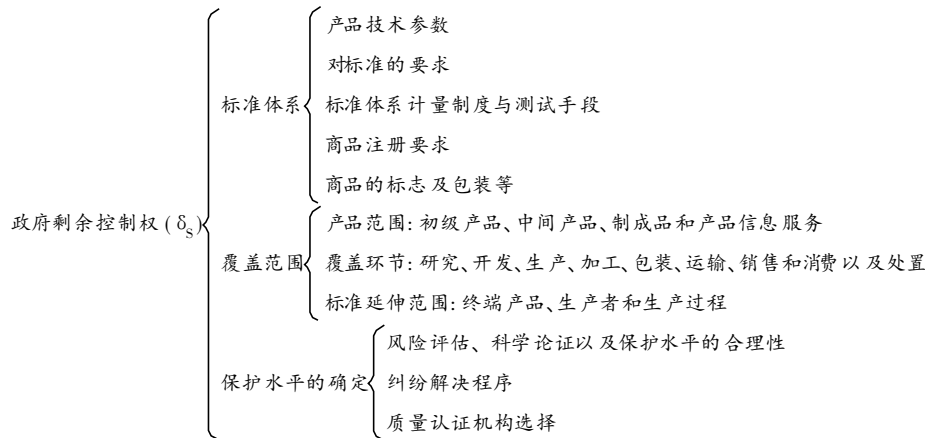 产品技术参数
对标准的要求
标准体系
标准体系计量制度与测试手段
商品注册要求
商品的标志及包装等
政府剩余控制权(δS)
产品范围:初级产品、中间产品、制成品和产品信息服务
覆盖范围
覆盖环节:研究、开发、生产、加工、包装、运输、销售和消费以及处置
标准延伸范围:终端产品、生产者和生产过程
风险评估、科学论证以及保护水平的合理性
保护水平的确定
纠纷解决程序
质量认证机构选择